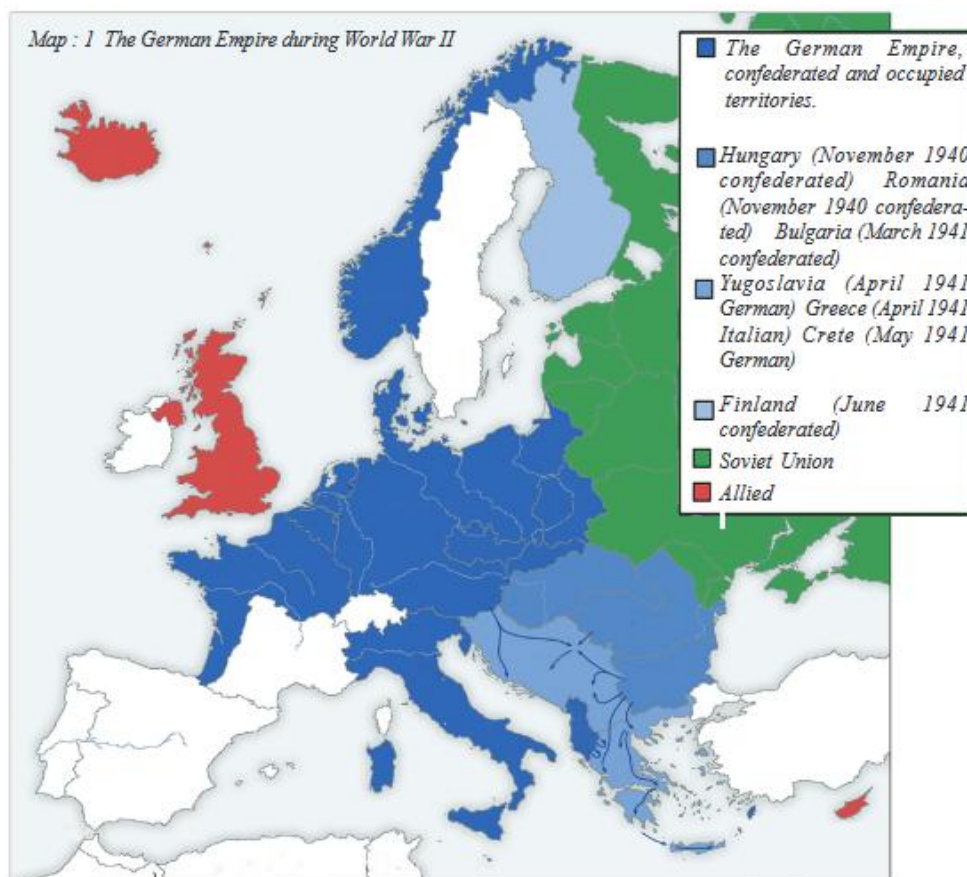 Map : 1 The German Empire during World War II
The German Empire,
confederated and occupied
territories.
Hungary (November 1940
confederated) Romania
(November 1940 confedera-
ted) Bulgaria (March 1941
confederated)
Yugoslavia (April 1941
German) Greece (April 1941
Italian) Crete (May 1941
German)
Finland (June 1941
confederated)
Soviet Union
Allied